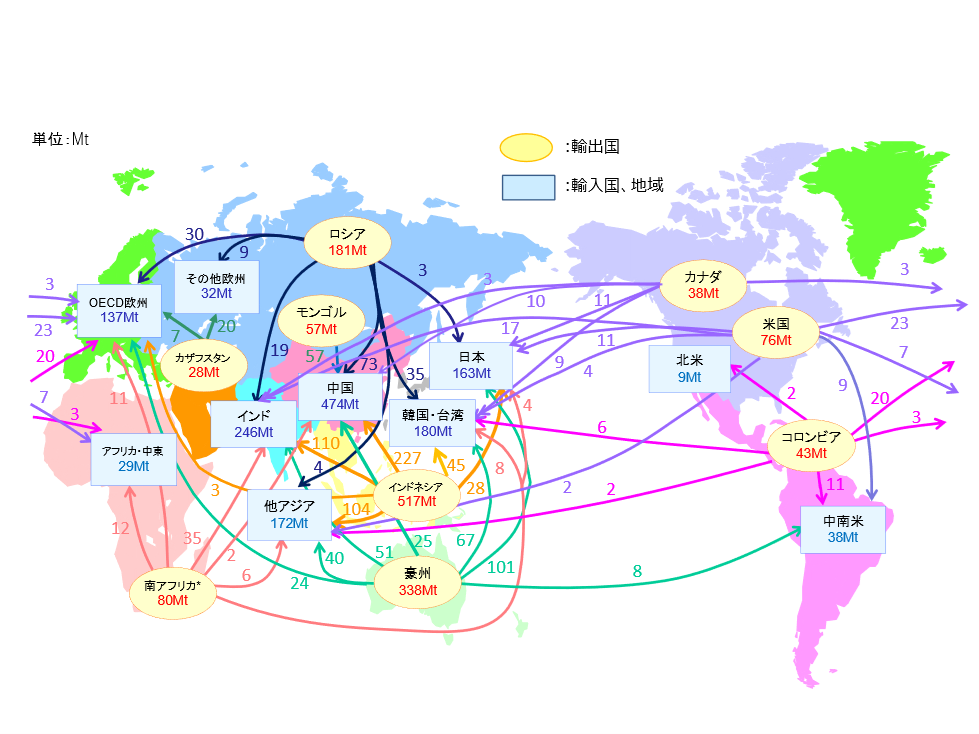 単位：Mt
：輸出国
：輸入国、地域
ロシア
181Mt
30
9
3
その他欧州
32Mt
OECD欧州
137Mt
3
23
20
7
3
カナダ
38Mt
3
3
10
11
米国
76Mt
23
7
9
モンゴル
57Mt
57
カザフスタン
28Mt
7
20
19
73
35
4
17
11
9
4
日本
163Mt
北米
9Mt
中国
474Mt
インド
246Mt
韓国・台湾
180Mt
アフリカ・中東
29Mt
他アジア
172Mt
インドネシア
517Mt
コロンビア
43Mt
2
20
3
6
2
11
中南米
38Mt
2
11
110
227
45
28
104
3
4
8
12
35
2
6
南アフリカ*
80Mt
豪州
338Mt
24
40
51
25
67
101
8